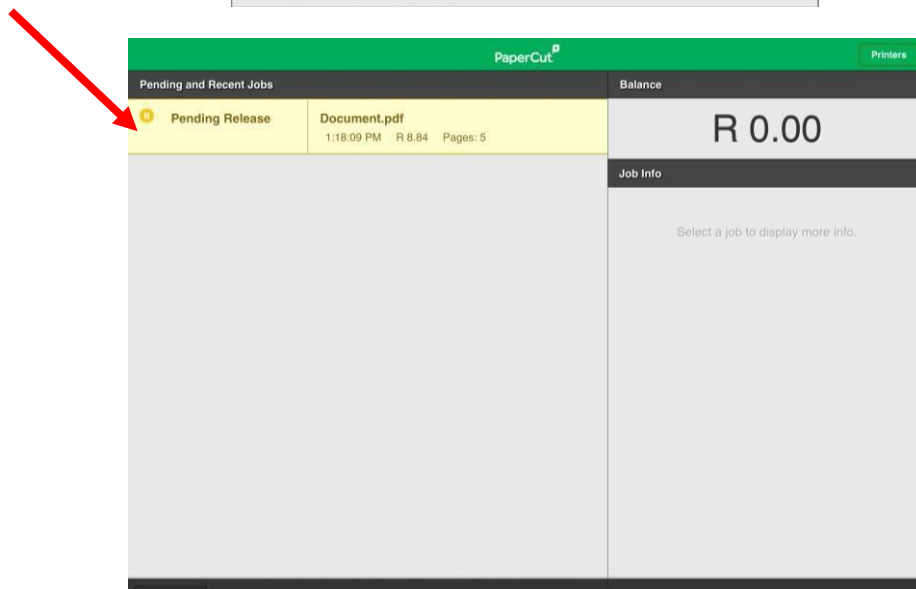 PaperCut
Printers
Pending and Recent Jobs
Balance
Pending Release
Document.pdf
1:18:09 PM R 8.84 Pages: 5
R 0.00
Job Info
Select a job to display more info.